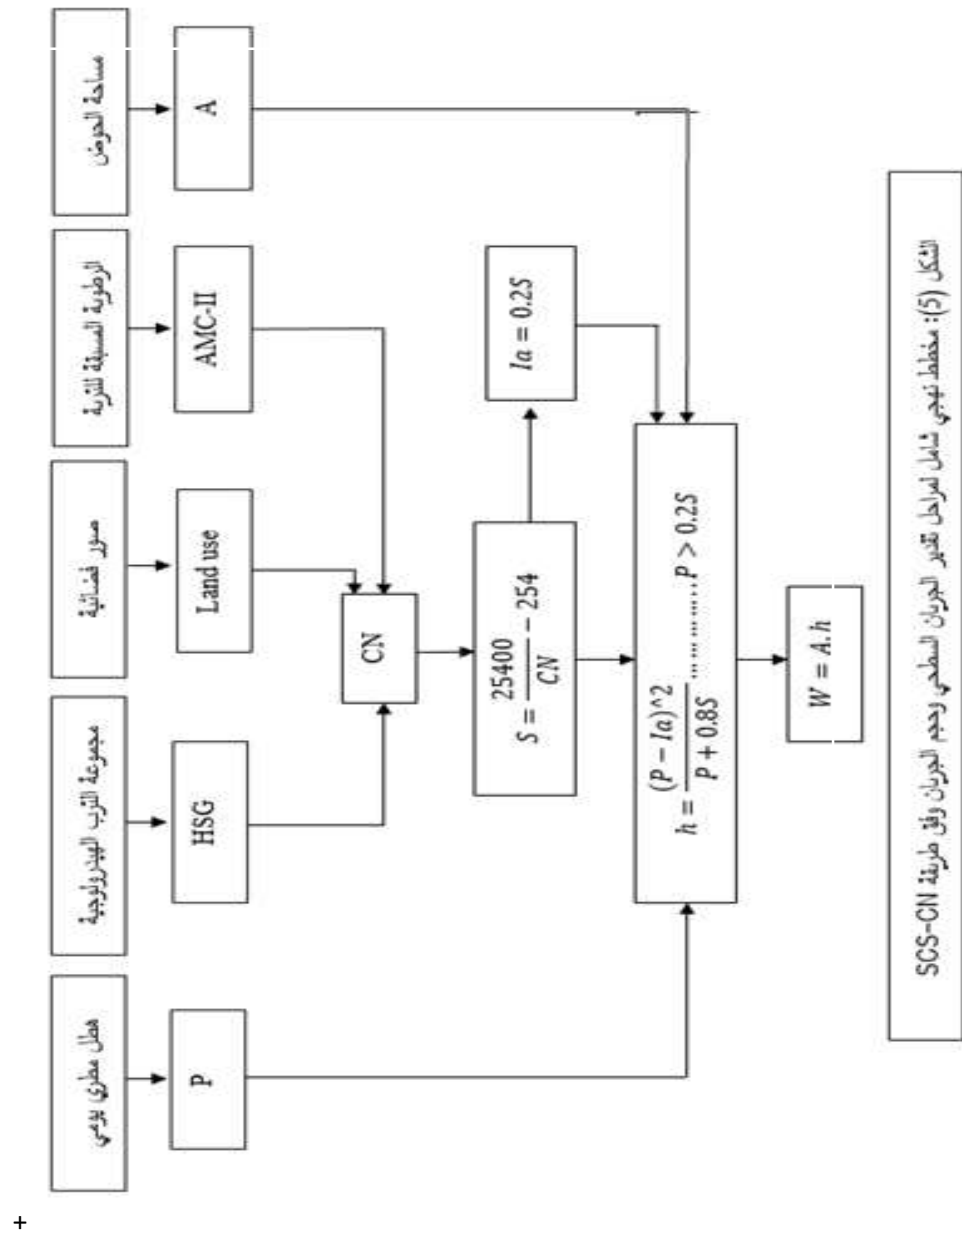 هطل مطري يومي
مجموعة الترب الهيدرولوجية
صور فضائية
الرطوبة المسبقة للتربة
مساحة الحوض
P
HSG
Land use
AMC-II
A
CN
S = 25400 / CN − 254
Ia = 0.2S
h = (P − Ia)^2 / P + 0.8S ………… P > 0.2S
W = A.h
الشكل (5): مخطط نهجي شامل لمراحل تقدير الجريان السطحي وحجم الجريان وفق طريقة SCS-CN
+